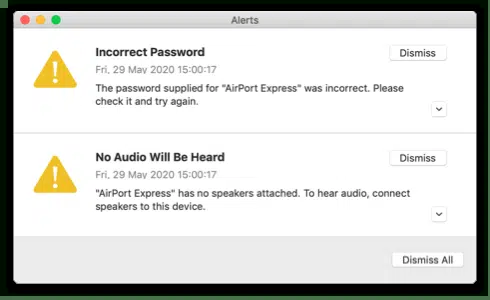 Alerts
Incorrect Password
Dismiss
Fri, 29 May 2020 15:00:17
The password supplied for "AirPort Express" was incorrect. Please
check it and try again.
No Audio Will Be Heard
Dismiss
Fri, 29 May 2020 15:00:17
"AirPort Express" has no speakers attached. To hear audio, connect
speakers to this device.
Dismiss All